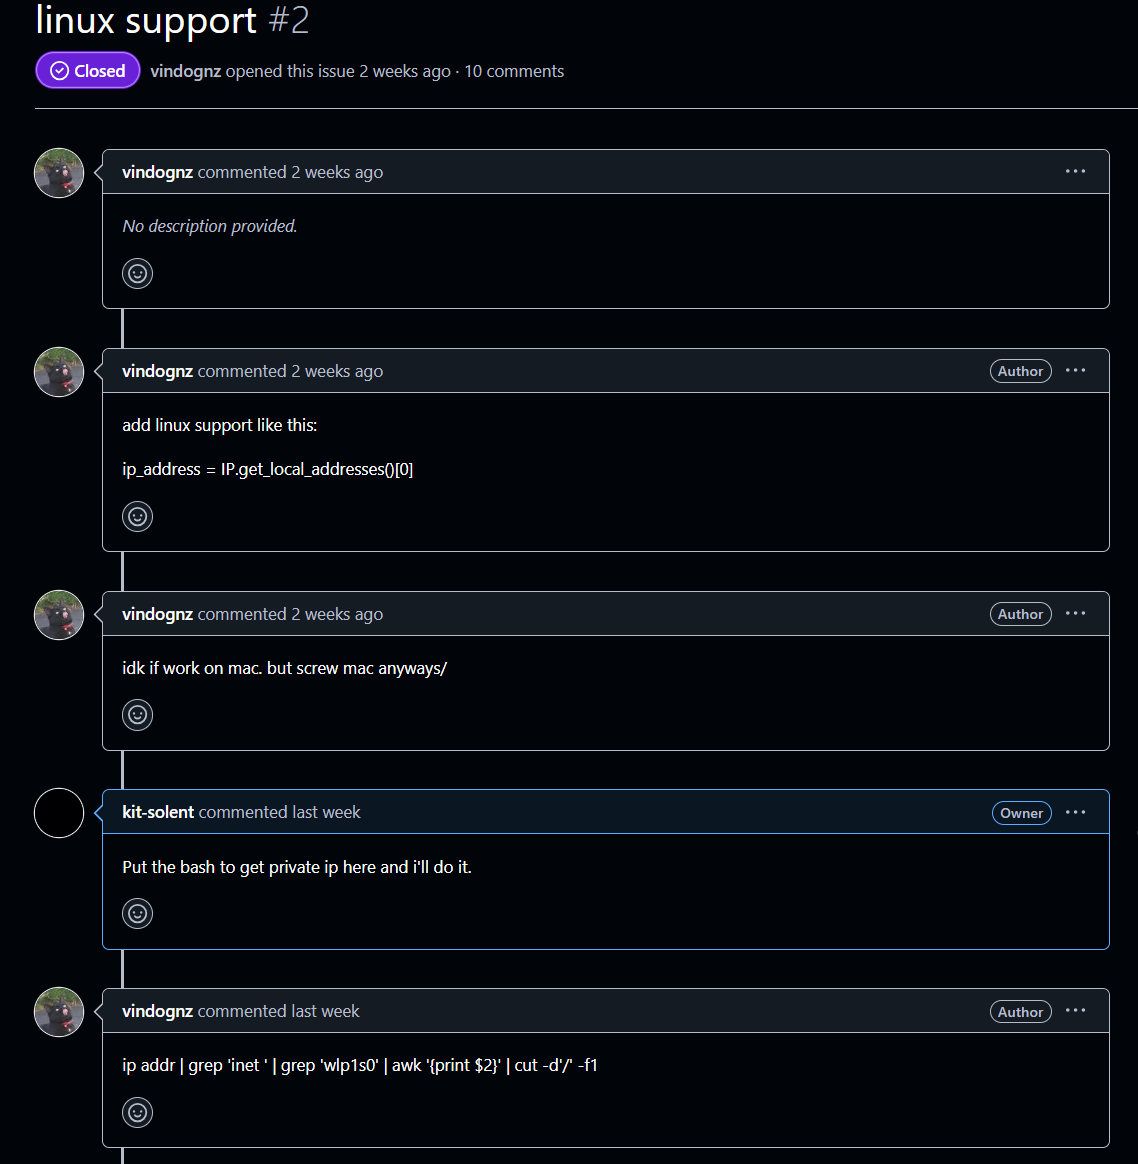 linux support #2
Closed vindognz opened this issue 2 weeks ago · 10 comments
vindognz commented 2 weeks ago
No description provided.
vindognz commented 2 weeks ago Author
add linux support like this:
ip_address = IP.get_local_addresses()[0]
vindognz commented 2 weeks ago Author
idk if work on mac. but screw mac anyways/
kit-solent commented last week Owner
Put the bash to get private ip here and i'll do it.
vindognz commented last week Author
ip addr | grep 'inet ' | grep 'wlp1s0' | awk '{print $2}' | cut -d'/' -f1